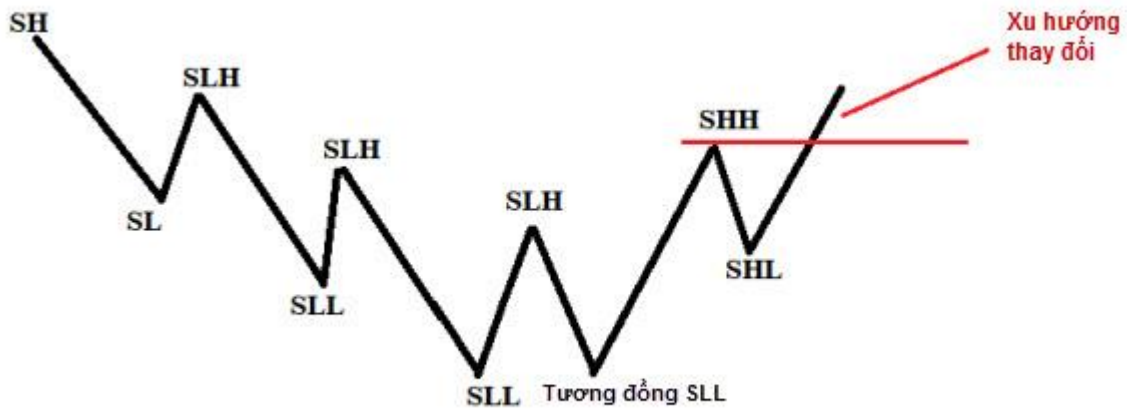 SH
Xu hướng
thay đổi
SLH
SHH
SLH
SLH
SL
SHL
SLL
SLL
Tương đồng SLL